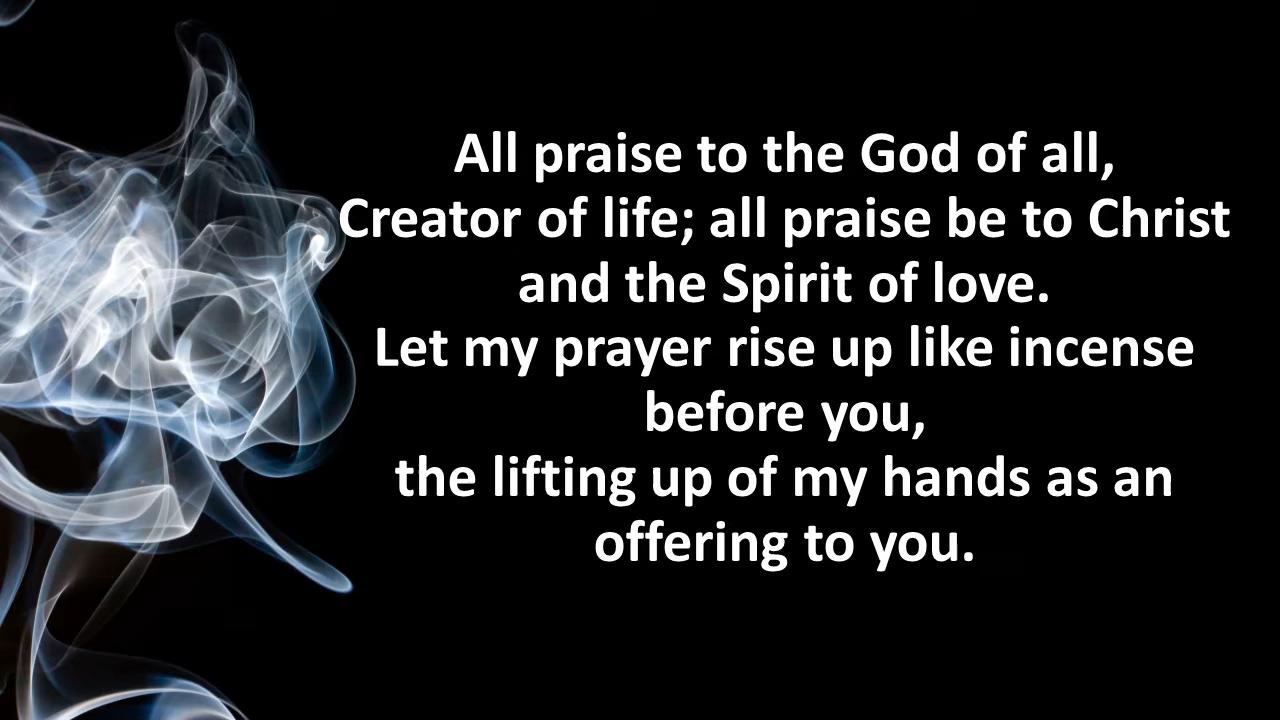 All praise to the God of all,
Creator of life; all praise be to Christ
and the Spirit of love.
Let my prayer rise up like incense
before you,
the lifting up of my hands as an
offering to you.